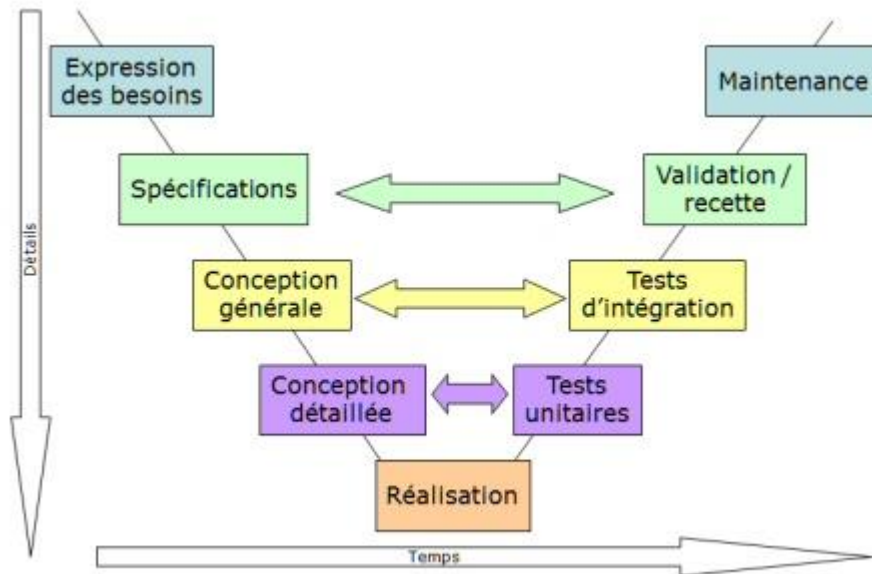 Expression
des besoins
Maintenance
Spécifications
Validation /
recette
Conception
générale
Tests
d'intégration
Conception
détaillée
Tests
unitaires
Réalisation
Détails
Temps